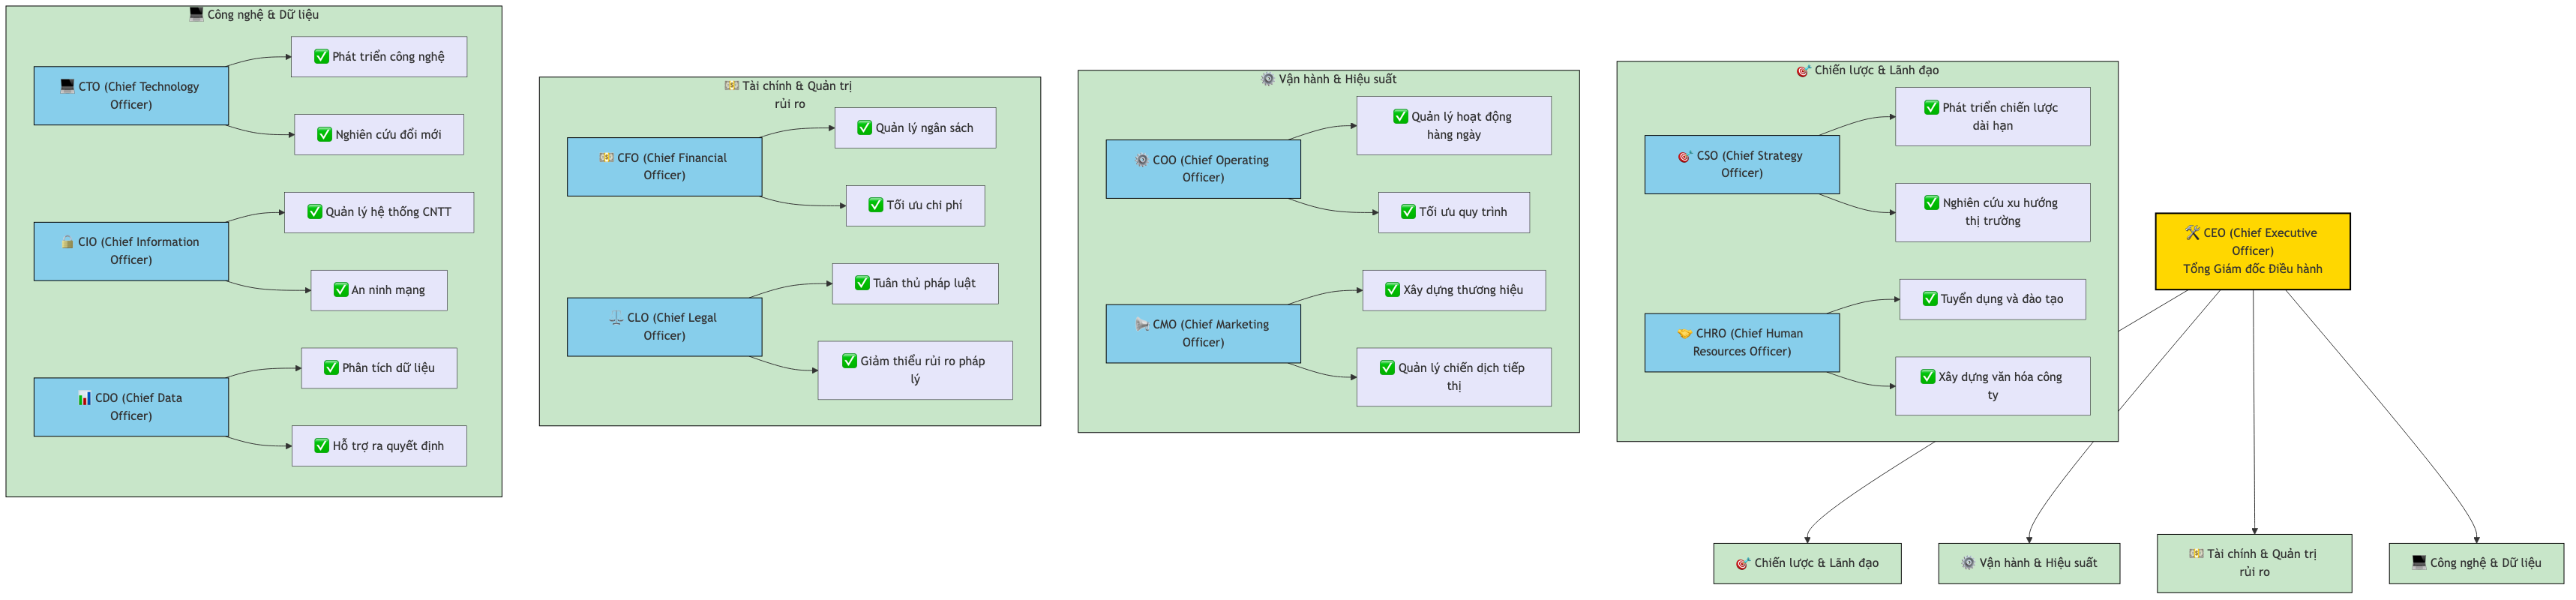 💻 Công nghệ & Dữ liệu
💻 CTO (Chief Technology
Officer)
✅ Phát triển công nghệ
✅ Nghiên cứu đổi mới
🔒 CIO (Chief Information
Officer)
✅ Quản lý hệ thống CNTT
✅ An ninh mạng
📊 CDO (Chief Data
Officer)
✅ Phân tích dữ liệu
✅ Hỗ trợ ra quyết định
💵 Tài chính & Quản trị
rủi ro
💵 CFO (Chief Financial
Officer)
✅ Quản lý ngân sách
✅ Tối ưu chi phí
⚖️ CLO (Chief Legal
Officer)
✅ Tuân thủ pháp luật
✅ Giảm thiểu rủi ro pháp
lý
⚙️ Vận hành & Hiệu suất
⚙️ COO (Chief Operating
Officer)
✅ Quản lý hoạt động
hàng ngày
✅ Tối ưu quy trình
📢 CMO (Chief Marketing
Officer)
✅ Xây dựng thương hiệu
✅ Quản lý chiến dịch tiếp
thị
🎯 Chiến lược & Lãnh đạo
🎯 CSO (Chief Strategy
Officer)
✅ Phát triển chiến lược
dài hạn
✅ Nghiên cứu xu hướng
thị trường
🤝 CHRO (Chief Human
Resources Officer)
✅ Tuyển dụng và đào tạo
✅ Xây dựng văn hóa công
ty
🛠 CEO (Chief Executive
Officer)
Tổng Giám đốc Điều hành
🎯 Chiến lược & Lãnh đạo
⚙️ Vận hành & Hiệu suất
💵 Tài chính & Quản trị
rủi ro
💻 Công nghệ & Dữ liệu